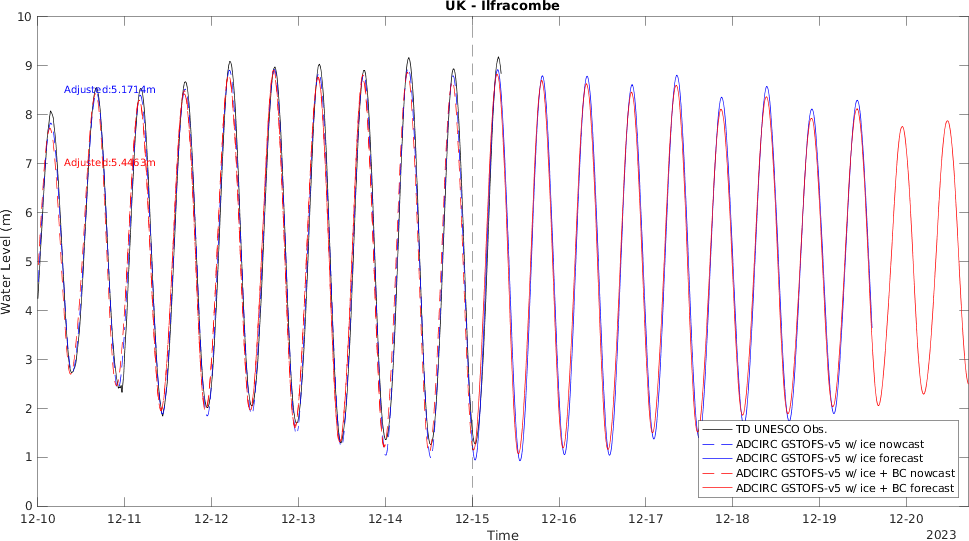 UK - Ilfracombe
10
9
8
7
6
5
4
3
2
1
0
Water Level (m)
Adjusted:5.1714m
Adjusted:5.4463m
TD UNESCO Obs.
ADCIRC GSTOFS-v5 w/ ice nowcast
ADCIRC GSTOFS-v5 w/ ice forecast
ADCIRC GSTOFS-v5 w/ ice + BC nowcast
ADCIRC GSTOFS-v5 w/ ice + BC forecast
12-10 12-11 12-12 12-13 12-14 12-15 12-16 12-17 12-18 12-19 12-20
Time
2023